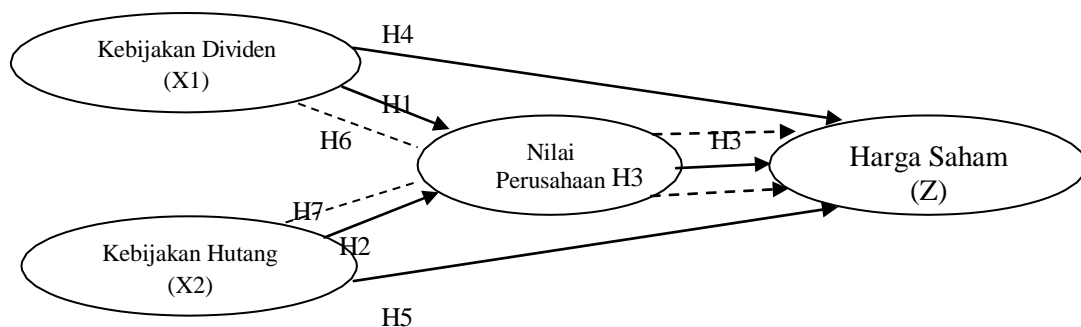 Kebijakan Dividen
(X1)
H4
H1
H6
Nilai
Perusahaan H3
H3
Harga Saham
(Z)
H7
H2
Kebijakan Hutang
(X2)
H5